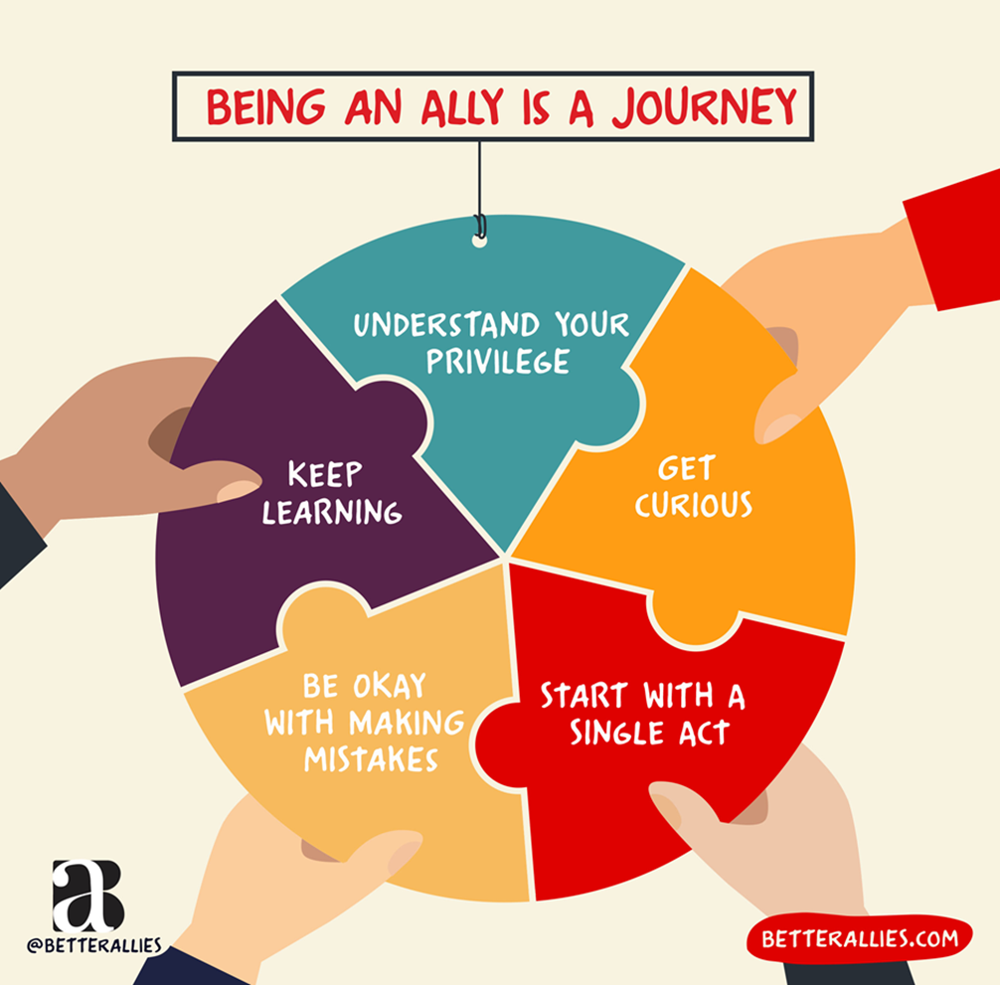 BEING AN ALLY IS A JOURNEY
UNDERSTAND YOUR
PRIVILEGE
GET
CURIOUS
START WITH A
SINGLE ACT
BE OKAY
WITH MAKING
MISTAKES
KEEP
LEARNING
aB
@BETTERALLIES
BETTERALLIES.COM